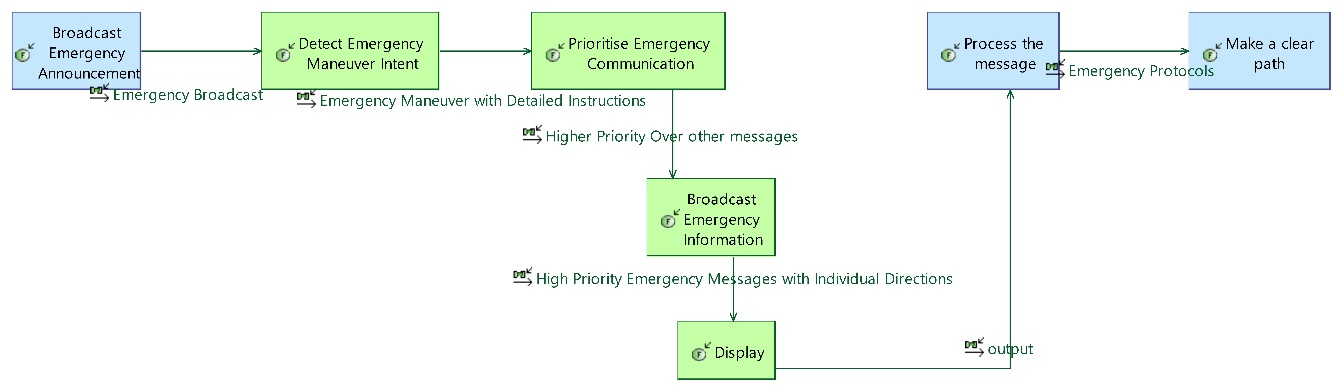 Broadcast
Emergency
Announcement
Detect Emergency
Maneuver Intent
Prioritise Emergency
Communication
Process the
message
Make a clear
path
Emergency Broadcast
Emergency Maneuver with Detailed Instructions
Emergency Protocols
Higher Priority Over other messages
Broadcast
Emergency
Information
High Priority Emergency Messages with Individual Directions
Display
output